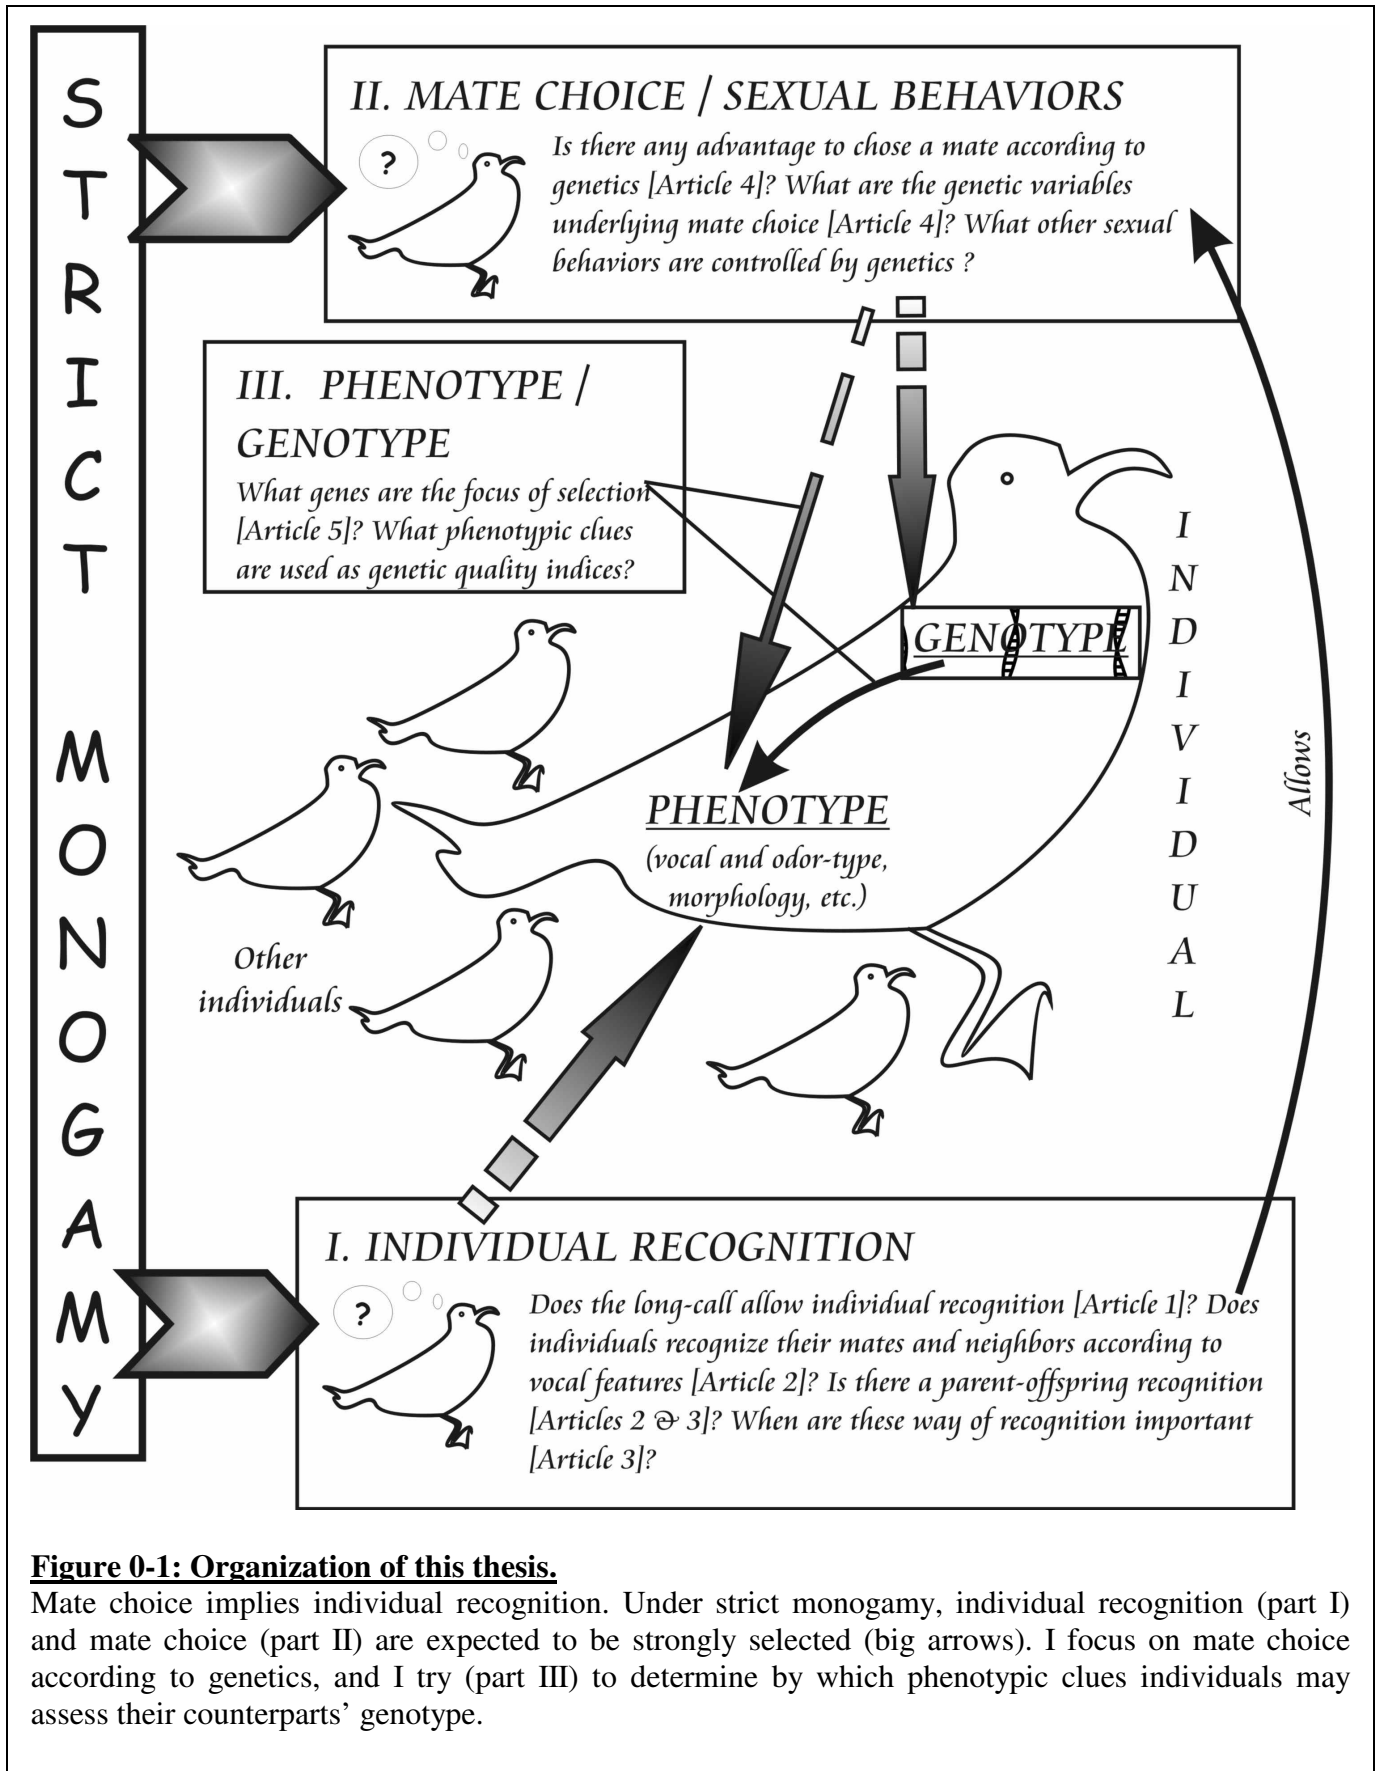 STRICT MONOGAMY
II. MATE CHOICE / SEXUAL BEHAVIORS
?
Is there any advantage to chose a mate according to
genetics [Article 4]? What are the genetic variables
underlying mate choice [Article 4]? What other sexual
behaviors are controlled by genetics ?
III. PHENOTYPE /
GENOTYPE
What genes are the focus of selection
[Article 5]? What phenotypic clues
are used as genetic quality indices?
GENOTYPE
INDIVIDUAL
Allows
PHENOTYPE
(vocal and odor-type,
morphology, etc.)
Other
individuals
I. INDIVIDUAL RECOGNITION
?
Does the long-call allow individual recognition [Article 1]? Does
individuals recognize their mates and neighbors according to
vocal features [Article 2]? Is there a parent-offspring recognition
[Articles 2 & 3]? When are these way of recognition important
[Article 3]?
Figure 0-1: Organization of this thesis.
Mate choice implies individual recognition. Under strict monogamy, individual recognition (part I)
and mate choice (part II) are expected to be strongly selected (big arrows). I focus on mate choice
according to genetics, and I try (part III) to determine by which phenotypic clues individuals may
assess their counterparts’ genotype.